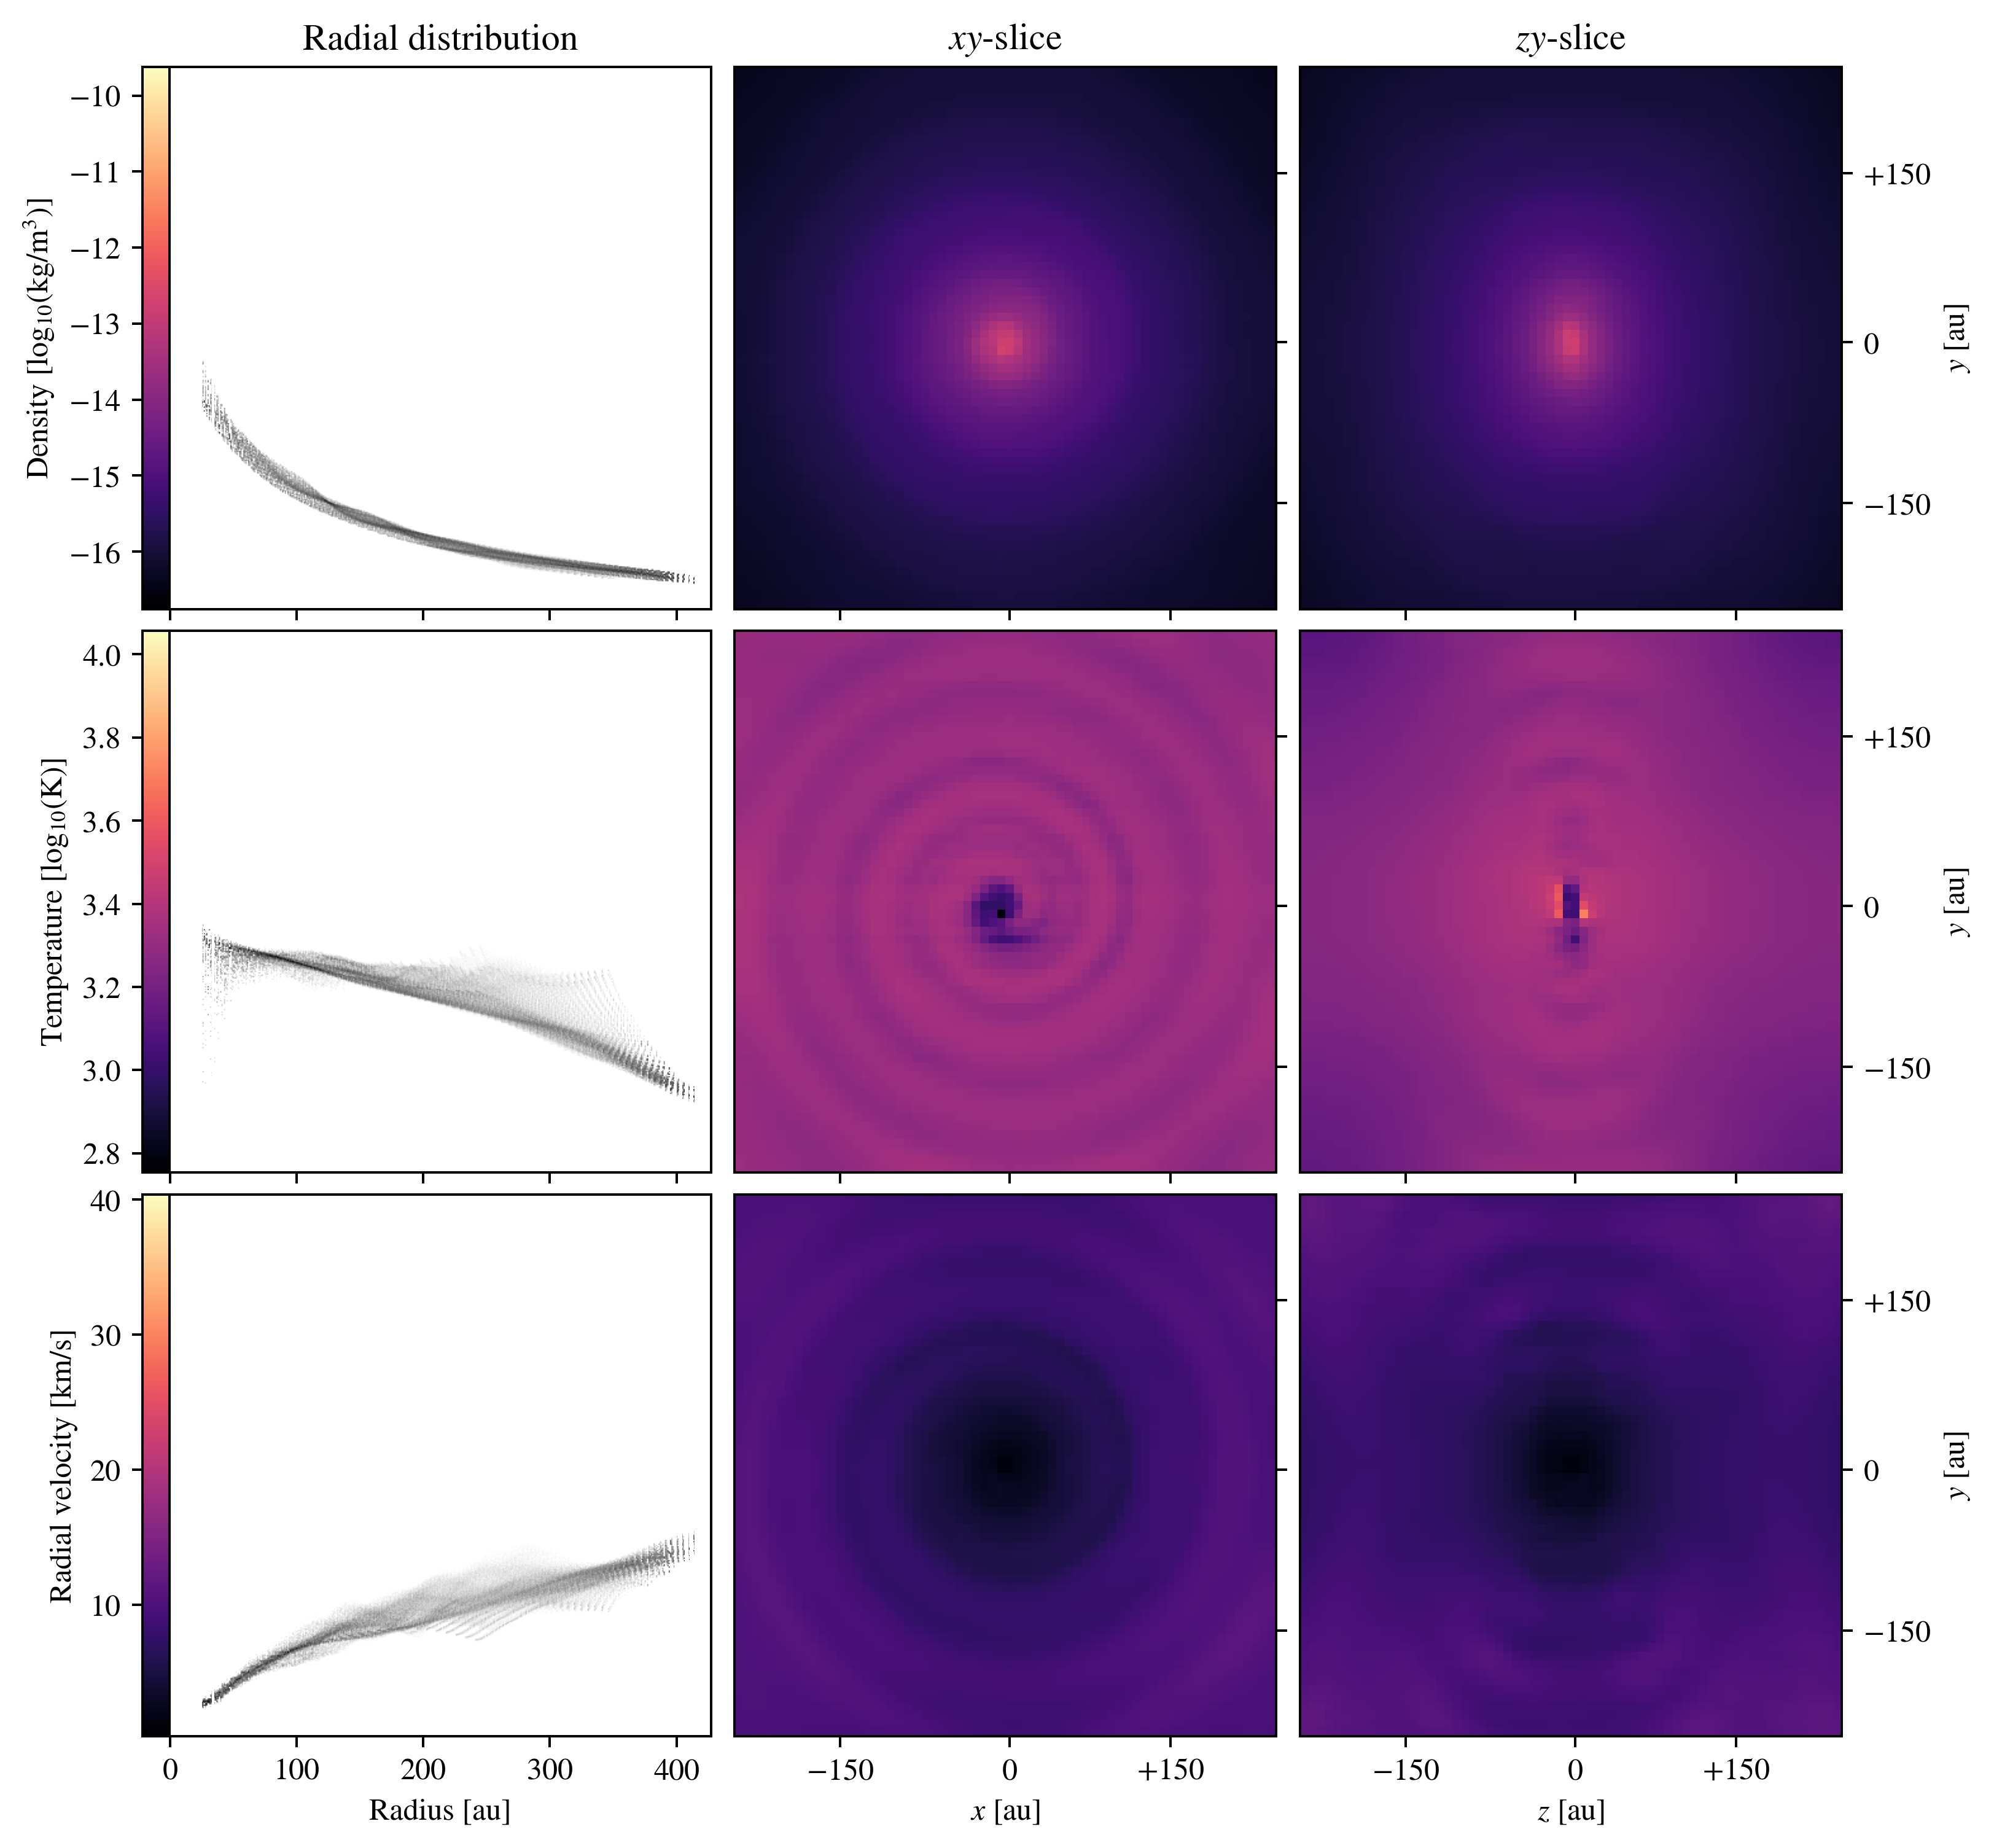 Radial distribution
xy-slice
zy-slice
Density [log10(kg/m3)]
−10
−11
−12
−13
−14
−15
−16
+150
0
−150
y [au]
Temperature [log10(K)]
4.0
3.8
3.6
3.4
3.2
3.0
2.8
+150
0
−150
y [au]
Radial velocity [km/s]
40
30
20
10
+150
0
−150
y [au]
0 100 200 300 400
Radius [au]
−150 0 +150
x [au]
−150 0 +150
z [au]